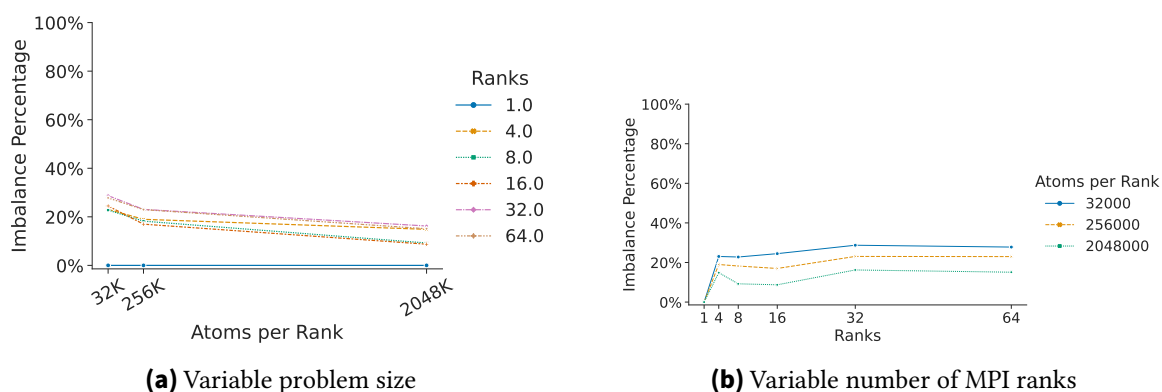 100%
80%
60%
40%
20%
0%
Imbalance Percentage
32K
256K
2048K
Atoms per Rank
Ranks
1.0
4.0
8.0
16.0
32.0
64.0
(a) Variable problem size
100%
80%
60%
40%
20%
0%
Imbalance Percentage
1 4 8 16 32 64
Ranks
Atoms per Rank
32000
256000
2048000
(b) Variable number of MPI ranks